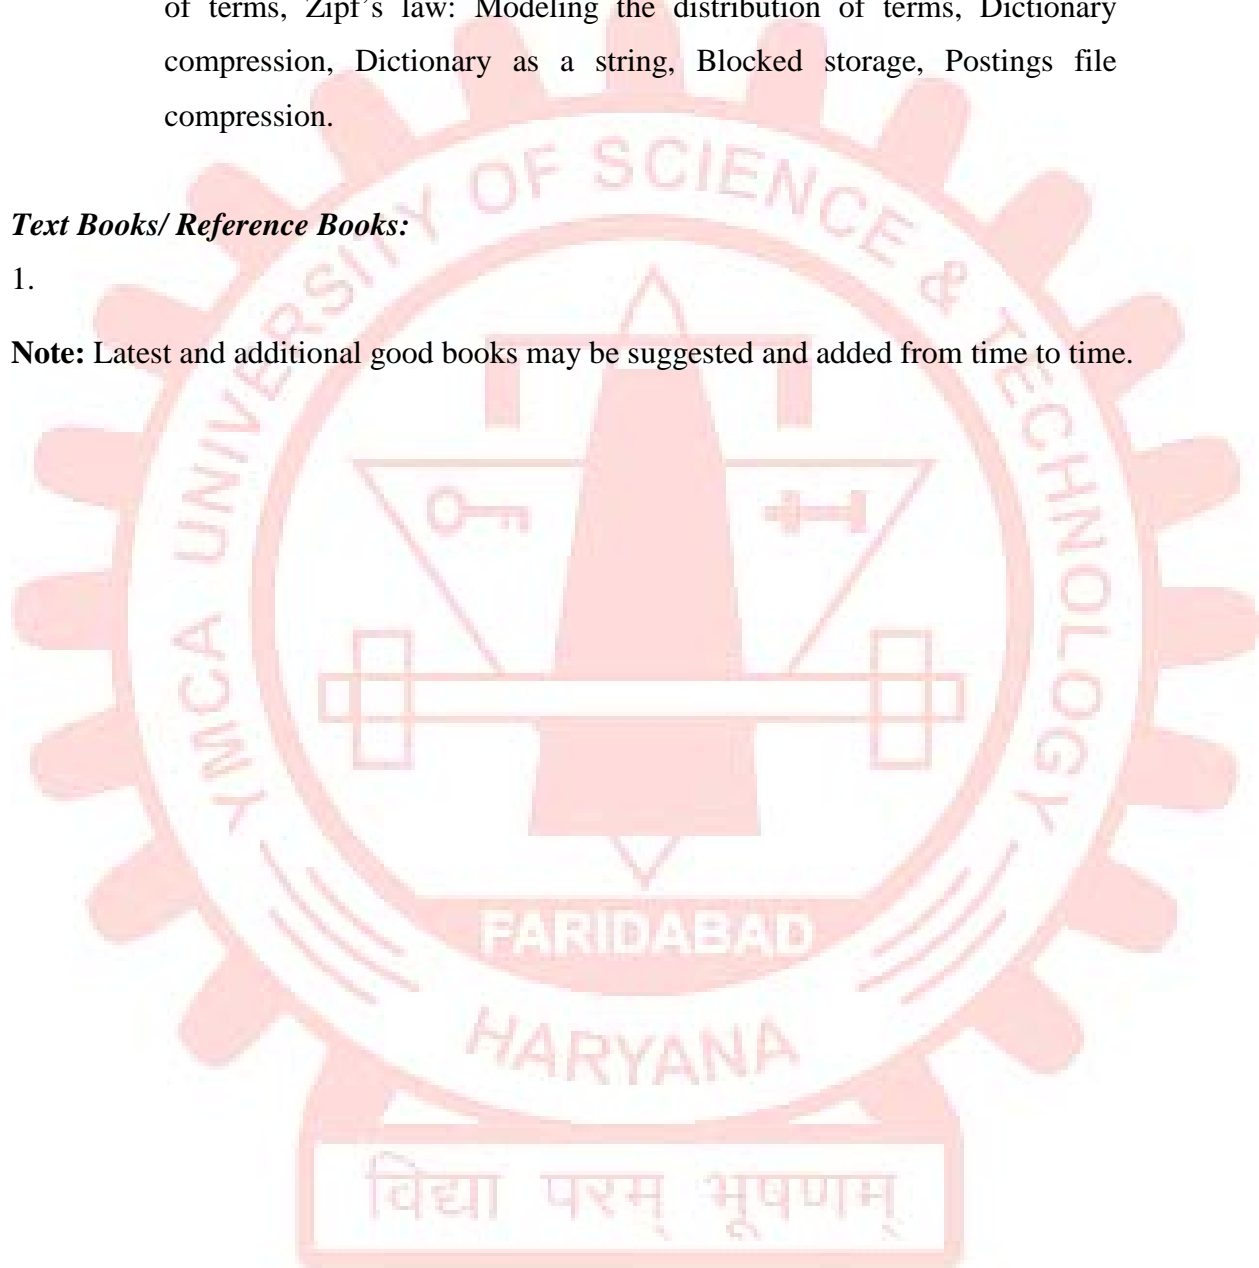 of terms, Zipf's law: Modeling the distribution of terms, Dictionary
compression, Dictionary as a string, Blocked storage, Postings file
compression.
Text Books/ Reference Books:
1.
Note: Latest and additional good books may be suggested and added from time to time.
YMCA UNIVERSITY OF SCIENCE & TECHNOLOGY
FARIDABAD
HARYANA
विद्या परम् भूषणम्